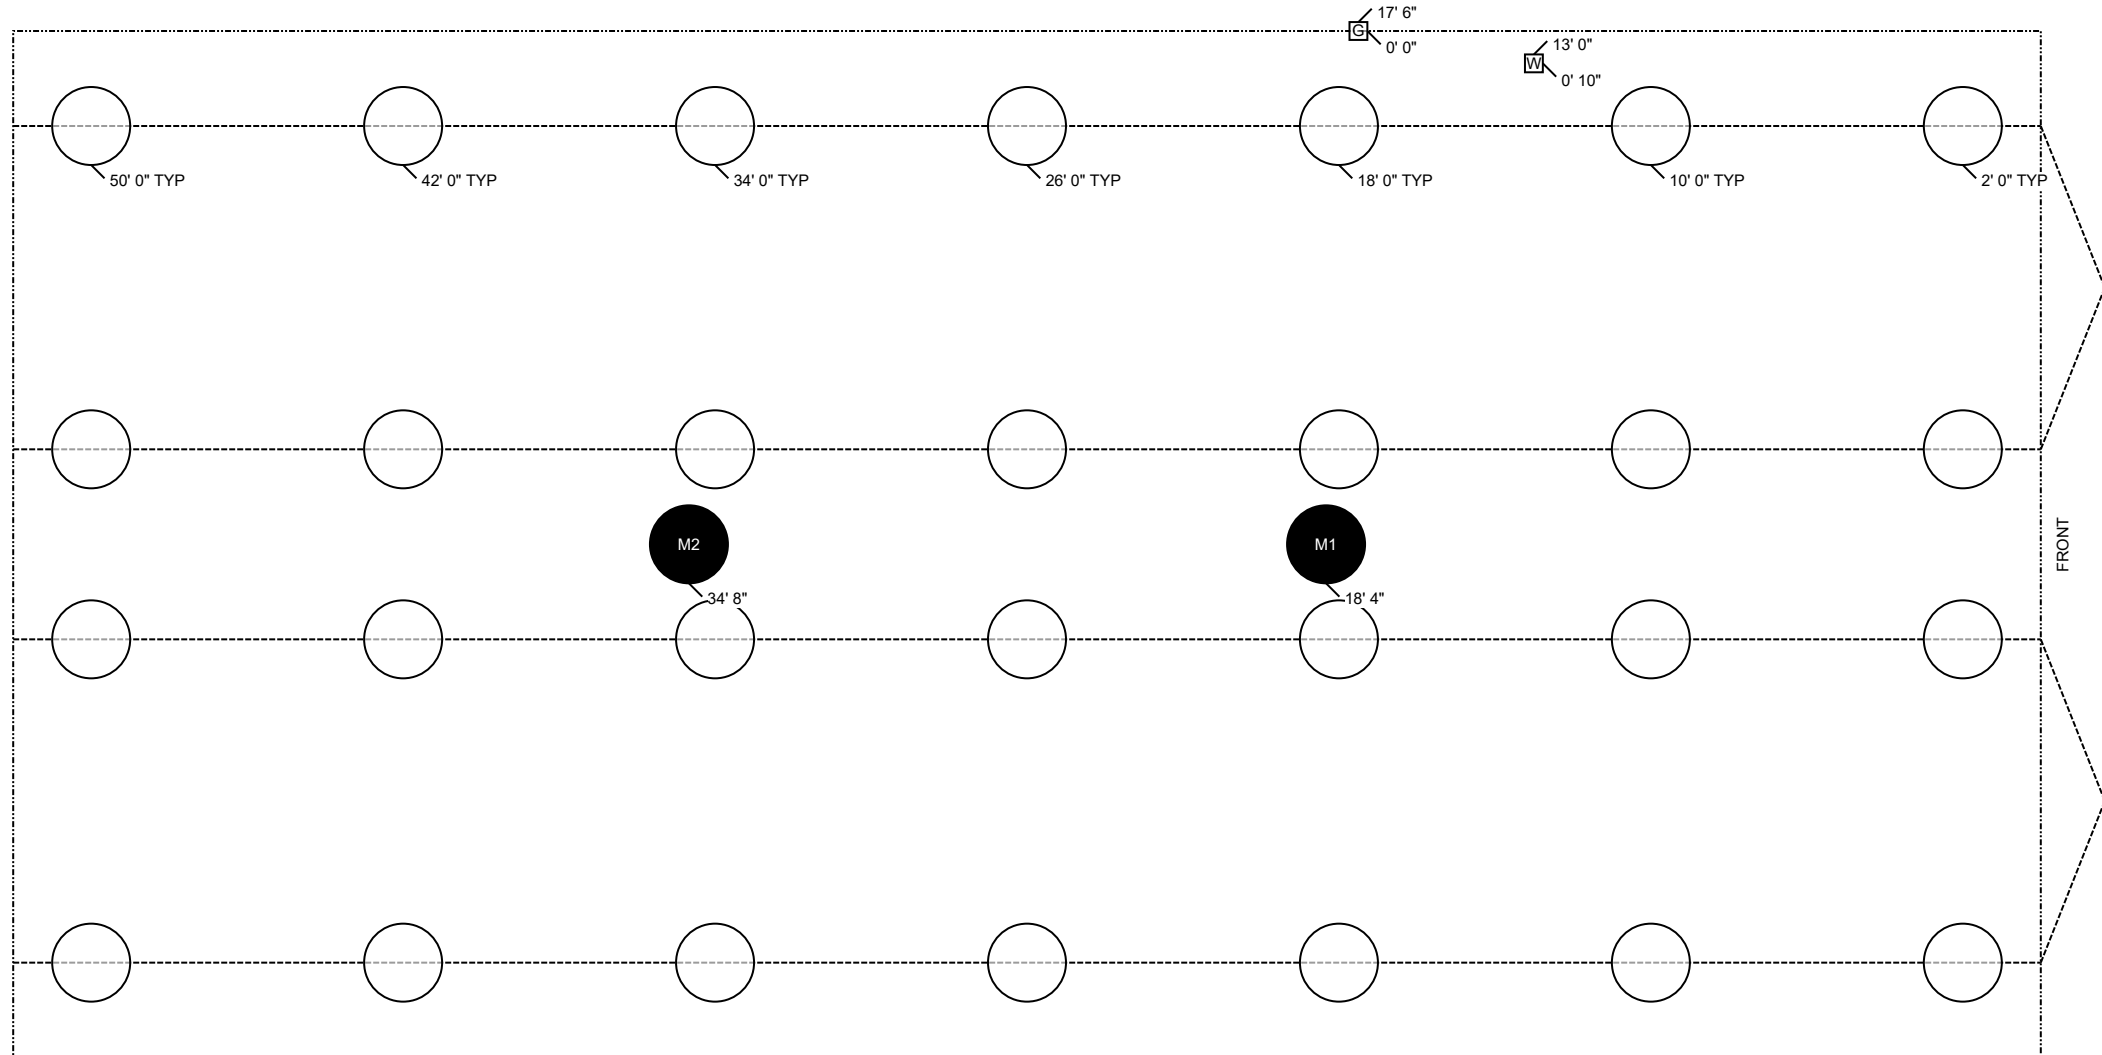 17' 6"
G
0' 0"
13' 0"
W
0' 10"
50' 0" TYP
42' 0" TYP
34' 0" TYP
26' 0" TYP
18' 0" TYP
10' 0" TYP
2' 0" TYP
FRONT
M2
M1
34' 8"
18' 4"